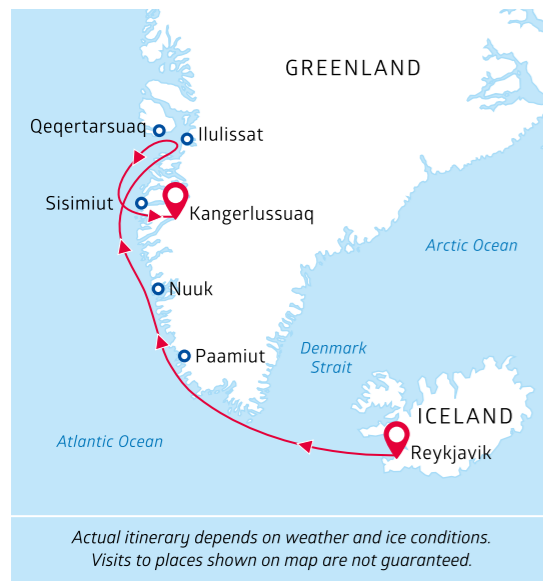 GREENLAND
Qeqertarsuaq
Ilulissat
Sisimiut
Kangerlussuaq
Arctic Ocean
Nuuk
Denmark
Strait
Paamiut
ICELAND
Atlantic Ocean
Reykjavik
Actual itinerary depends on weather and ice conditions.
Visits to places shown on map are not guaranteed.